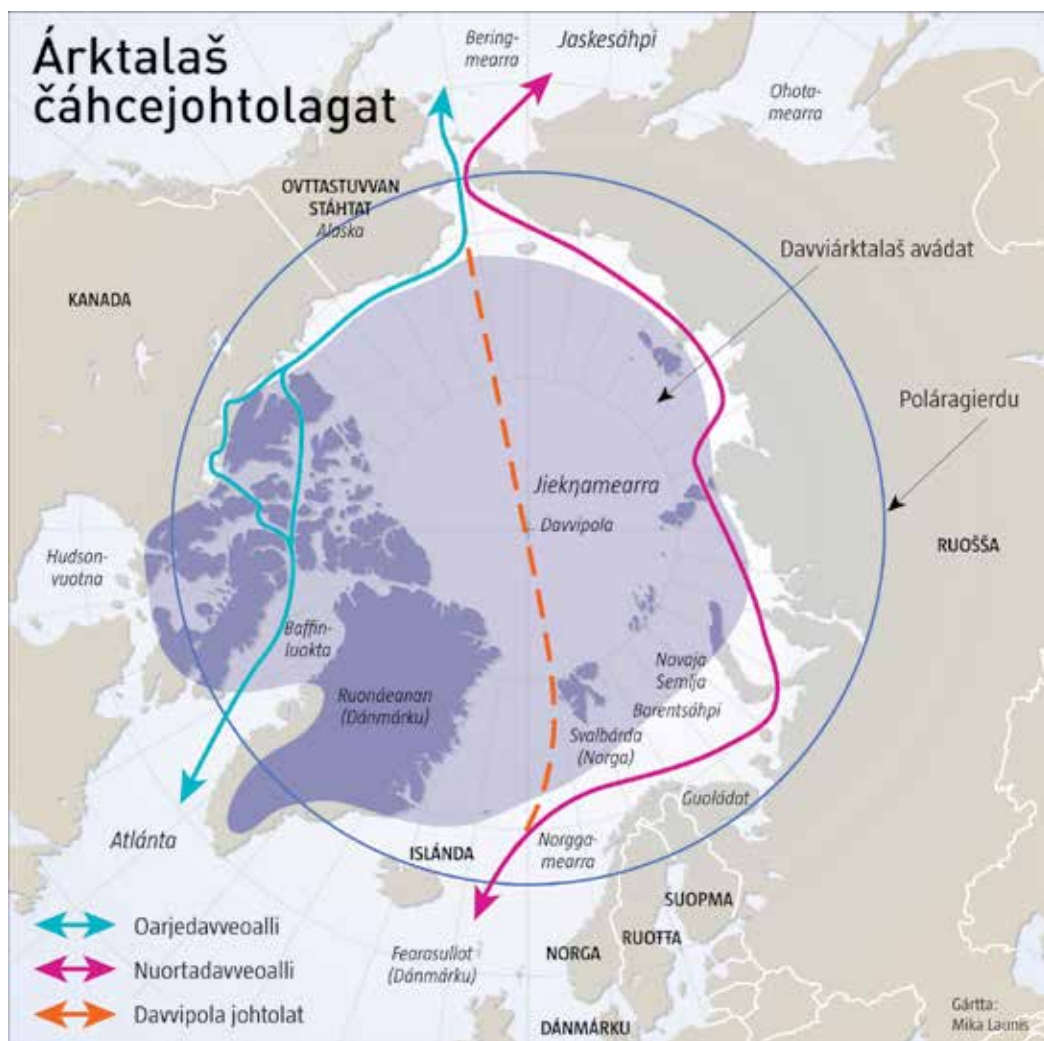 Árktalaš
čáhcejohtolagat
Bering-
mearra
Jaskesáhpi
Ohota-
mearra
OVTTASTUVVAN
STÁHTAT
Alaska
Davviárktalaš avádat
KANADA
Poláragierdu
Jiekŋamearra
Davvipola
RUOŠŠA
Hudson-
vuotna
Baffin-
luokta
Navaja
Semlja
Ruonáeanan
(Dánmárku)
Barentsáhpi
Svalbárda
(Norga)
Guoládat
Atlánta
ISLÁNDA
Norgga-
mearra
SUOPMA
RUOŦŦA
NORGA
Fearasullot
(Dánmárku)
DÁNMÁRKU
Oarjedavveoalli
Nuortadavveoalli
Davvipola johtolat
Gártta:
Mika Launis